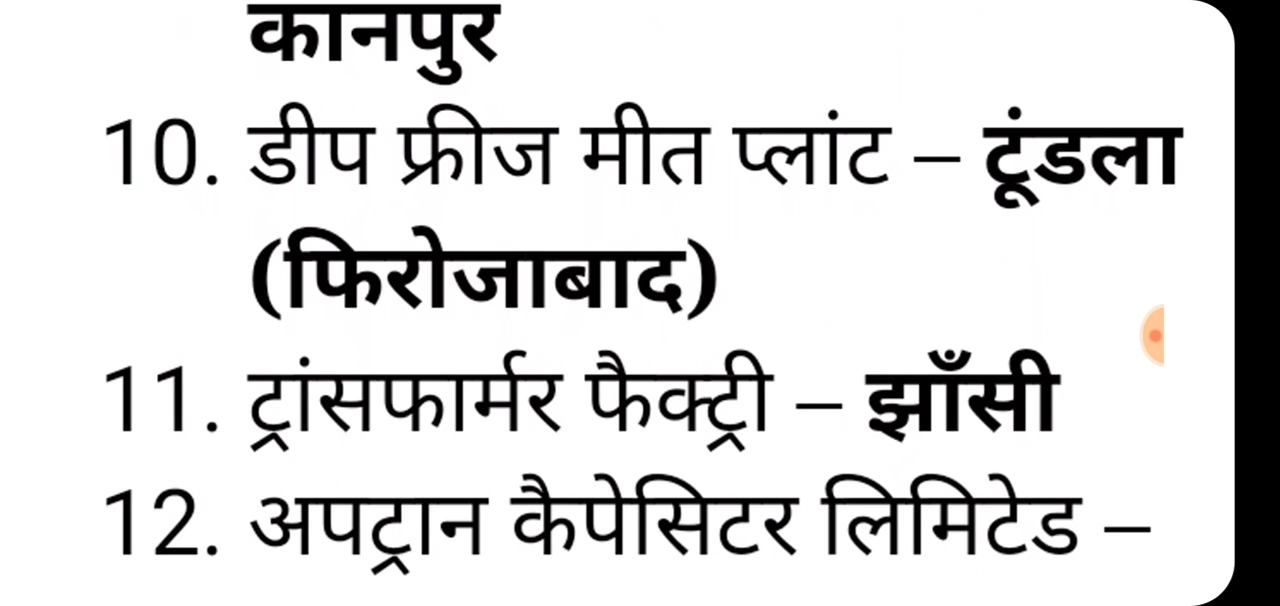 कानपुर
10. डीप फ्रीज मीत प्लांट – टूंडला
(फिरोजाबाद)
11. ट्रांसफार्मर फैक्ट्री – झाँसी
12. अपट्रान कैपेसिटर लिमिटेड –